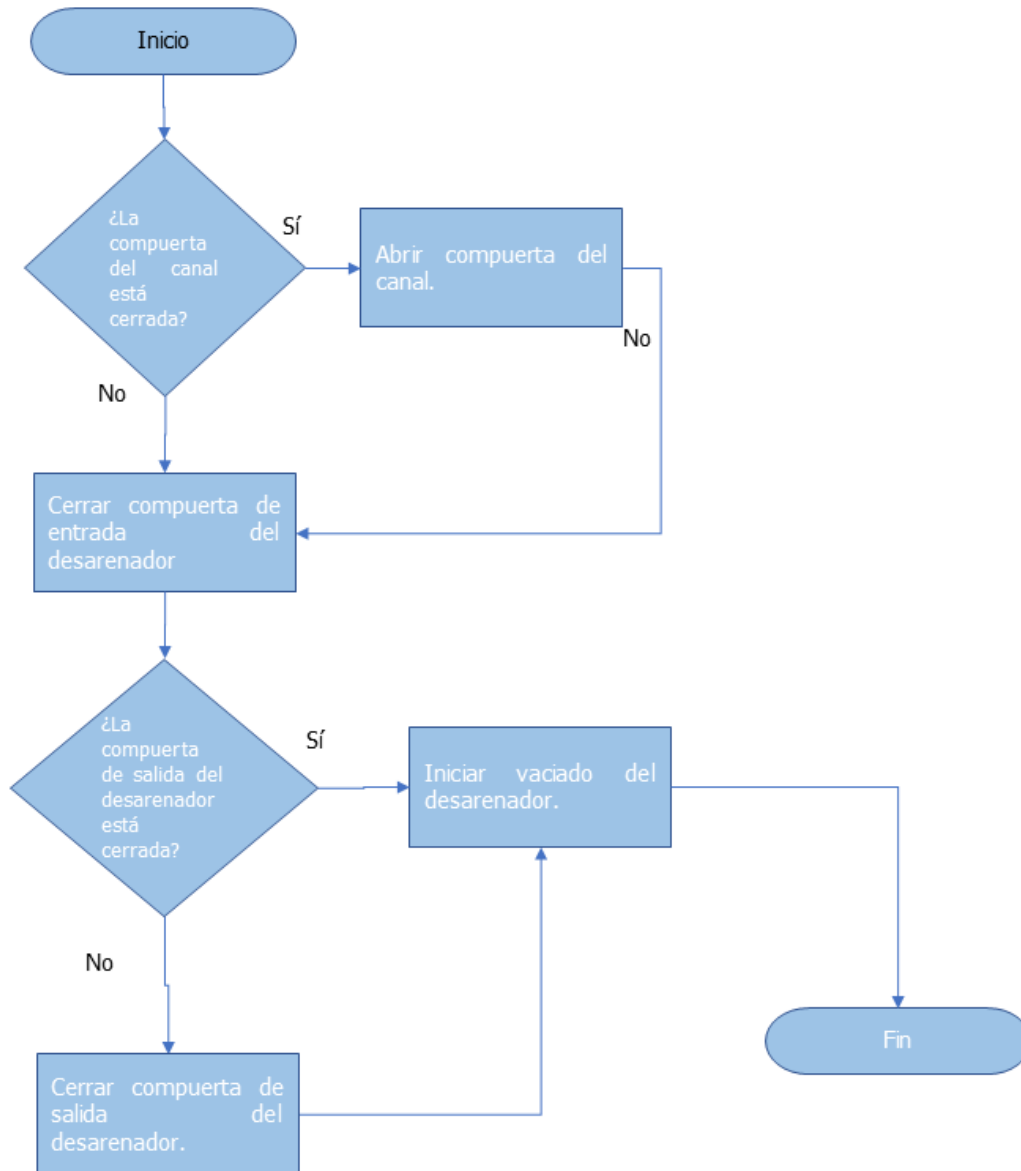 Inicio
¿La
compuerta
del canal
está
cerrada?
Sí
Abrir compuerta del
canal.
No
No
Cerrar compuerta de
entrada del
desarenador
¿La
compuerta
de salida del
desarenador
está
cerrada?
Sí
Iniciar vaciado del
desarenador.
No
Cerrar compuerta de
salida del
desarenador.
Fin